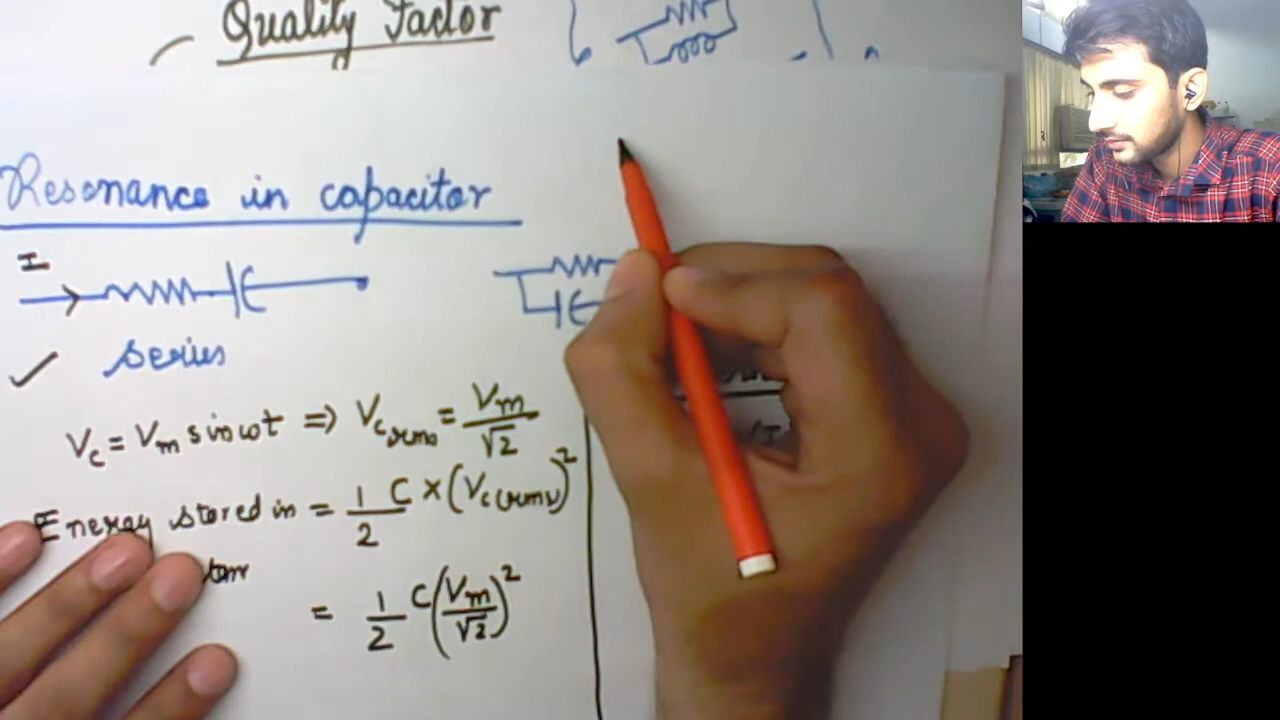 Quality Factor
Resonance in capacitor
I
series
V_c = V_m sin ωt ⇒ V_c rms = V_m/√2
Energy stored in = 1/2 C × (V_c(rms))²
= 1/2 C (V_m/√2)²